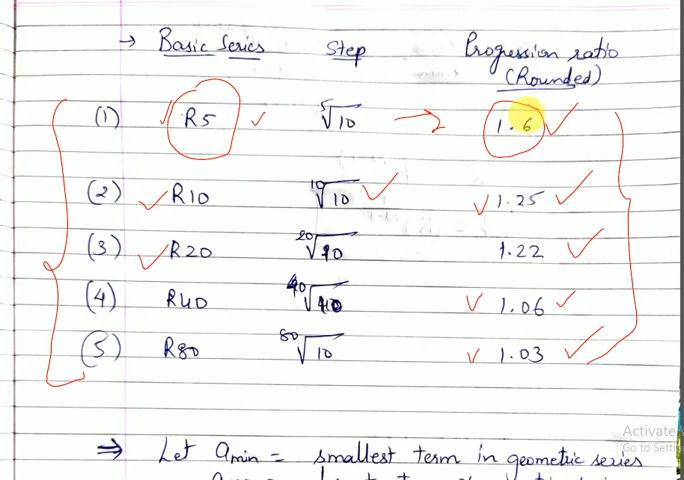 → Basic Series Step Progression ratio
(Rounded)
(1) R5 ⁵√10 → 1.6
(2) R10 ¹⁰√10 1.25
(3) R20 ²⁰√10 1.22
(4) R40 ⁴⁰√10 1.06
(5) R80 ⁸⁰√10 1.03
Activate
Go to Setti
⇒ Let amin = smallest term in geometric series